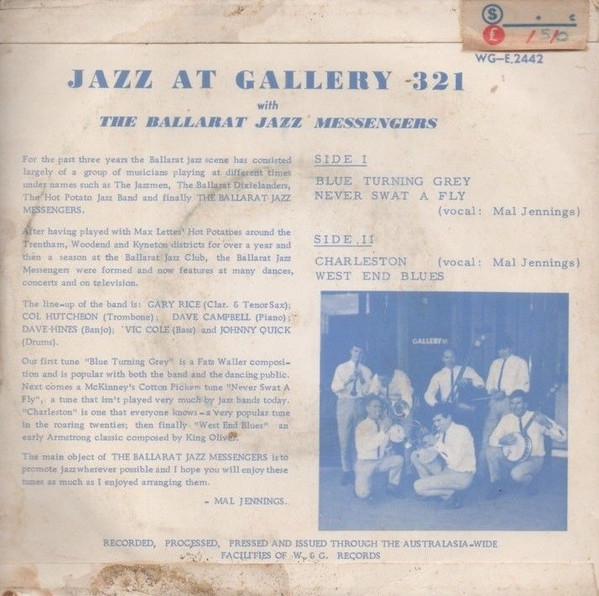 S
£
1 5/0
WG-E.2442
JAZZ AT GALLERY 321
with
THE BALLARAT JAZZ MESSENGERS
For the past three years the Ballarat jazz scene has consisted
largely of a group of musicians playing at different times
under names such as The Jazzmen, The Ballarat Dixielanders,
The Hot Potato Jazz Band and finally THE BALLARAT JAZZ
MESSENGERS.
After having played with Max Lettes' Hot Potatoes around the
Trentham, Woodend and Kyneton districts for over a year and
then a season at the Ballarat Jazz Club, the Ballarat Jazz
Messengers were formed and now features at many dances,
concerts and on television.
The line-up of the band is: GARY RICE (Clar. & Tenor Sax);
COL HUTCHEON (Trombone); DAVE CAMPBELL (Piano);
DAVE HINES (Banjo); VIC COLE (Bass) and JOHNNY QUICK
(Drums).
Our first tune "Blue Turning Grey" is a Fats Waller composi-
tion and is popular with both the band and the dancing public.
Next comes a McKinney's Cotton Pickers tune "Never Swat A
Fly", a tune that isn't played very much by jazz bands today.
"Charleston" is one that everyone knows - a very popular tune
in the roaring twenties; then finally "West End Blues" an
early Armstrong classic composed by King Oliver.
The main object of THE BALLARAT JAZZ MESSENGERS is to
promote jazz wherever possible and I hope you will enjoy these
tunes as much as I enjoyed arranging them.
- MAL JENNINGS.
SIDE I
BLUE TURNING GREY
NEVER SWAT A FLY
(vocal: Mal Jennings)
SIDE II
CHARLESTON (vocal: Mal Jennings)
WEST END BLUES
GALLERY
RECORDED, PROCESSED, PRESSED AND ISSUED THROUGH THE AUSTRALASIA-WIDE
FACILITIES OF W. & G. RECORDS